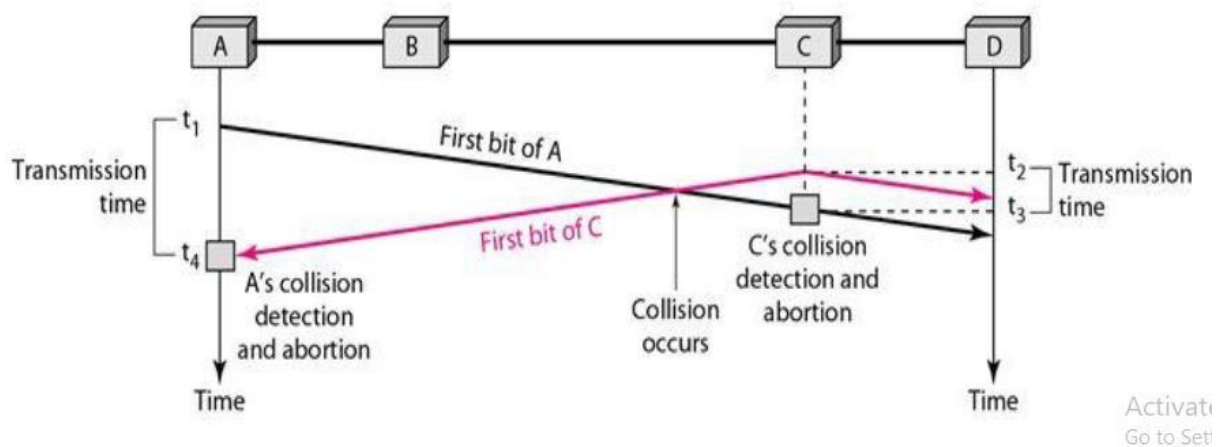 A
B
C
D
t1
First bit of A
t2
Transmission
Transmission
time
t3
time
First bit of C
t4
C's collision
detection and
abortion
A's collision
detection
and abortion
Collision
occurs
Time
Time
Activate
Go to Set